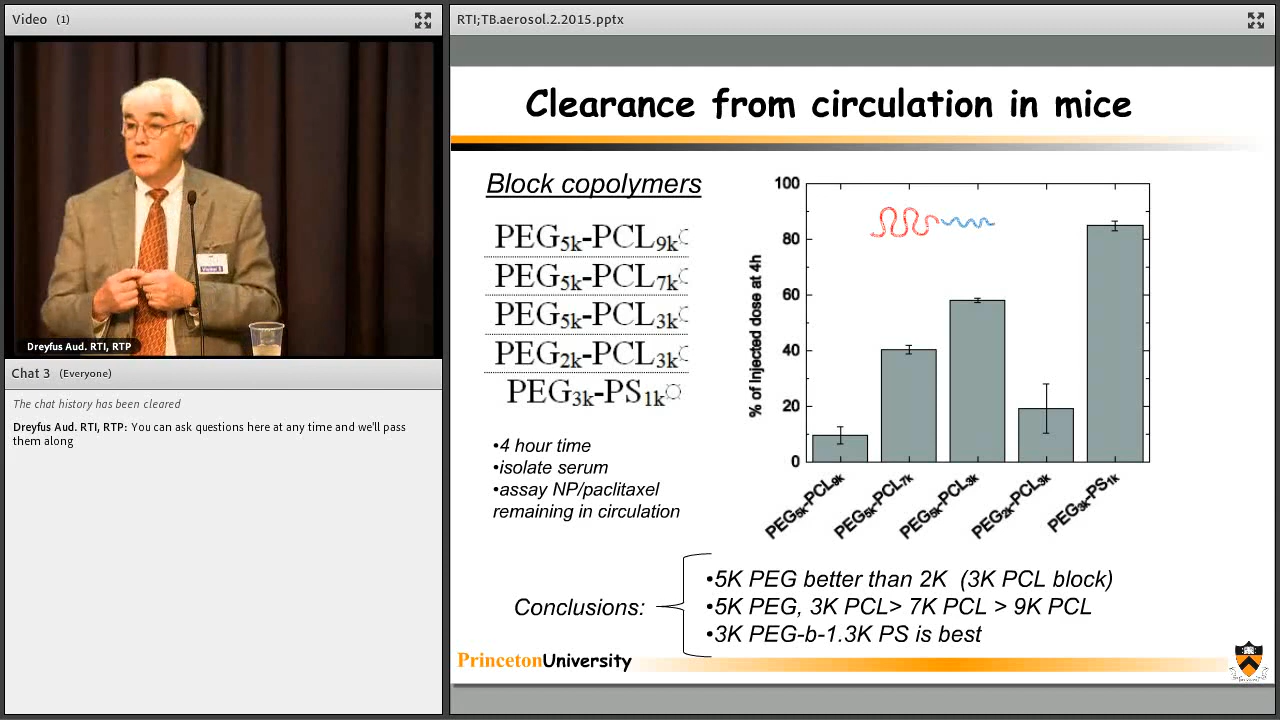 Video (1)
RTI;TB.aerosol.2.2015.pptx
Dreyfus Aud. RTI, RTP
Chat 3 (Everyone)
The chat history has been cleared
Dreyfus Aud. RTI, RTP: You can ask questions here at any time and we'll pass
them along
Clearance from circulation in mice
Block copolymers
PEG5k-PCL9k
PEG5k-PCL7k
PEG5k-PCL3k
PEG2k-PCL3k
PEG3k-PS1k
•4 hour time
•isolate serum
•assay NP/paclitaxel
remaining in circulation
% of Injected dose at 4h
100
80
60
40
20
0
PEG5k-PCL9k
PEG5k-PCL7k
PEG5k-PCL3k
PEG2k-PCL3k
PEG3k-PS1k
Conclusions:
•5K PEG better than 2K (3K PCL block)
•5K PEG, 3K PCL> 7K PCL > 9K PCL
•3K PEG-b-1.3K PS is best
PrincetonUniversity